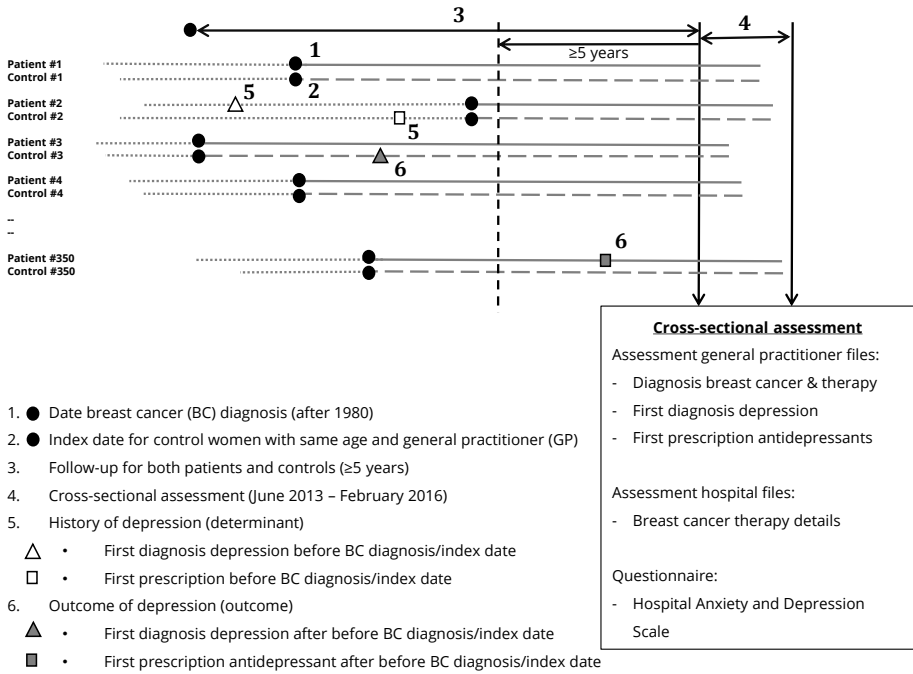 3
4
≥5 years
Patient #1
1
Control #1
2
Patient #2
5
Control #2
5
Patient #3
Control #3
6
Patient #4
Control #4
--
--
Patient #350
6
Control #350
Cross-sectional assessment
Assessment general practitioner files:
- Diagnosis breast cancer & therapy
- First diagnosis depression
- First prescription antidepressants
Assessment hospital files:
- Breast cancer therapy details
Questionnaire:
- Hospital Anxiety and Depression
Scale
1. ● Date breast cancer (BC) diagnosis (after 1980)
2. ● Index date for control women with same age and general practitioner (GP)
3. Follow-up for both patients and controls (≥5 years)
4. Cross-sectional assessment (June 2013 – February 2016)
5. History of depression (determinant)
• First diagnosis depression before BC diagnosis/index date
• First prescription before BC diagnosis/index date
6. Outcome of depression (outcome)
• First diagnosis depression after before BC diagnosis/index date
• First prescription antidepressant after before BC diagnosis/index date